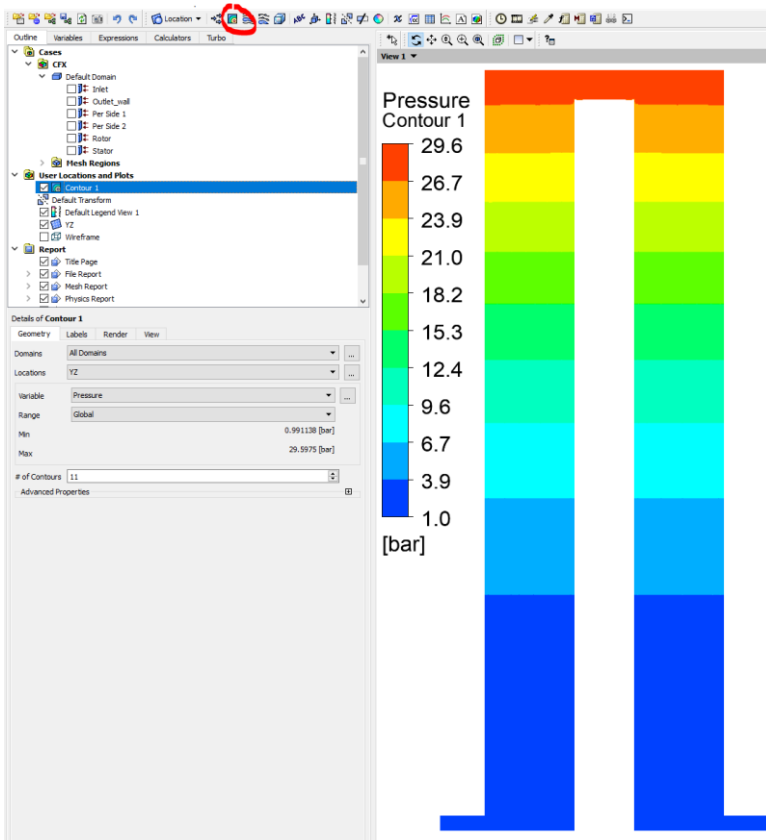 Location
Outline Variables Expressions Calculators Turbo
Cases
CFX
Default Domain
Inlet
Outlet_wall
Per Side 1
Per Side 2
Rotor
Stator
Mesh Regions
User Locations and Plots
Contour 1
Default Transform
Default Legend View 1
YZ
Wireframe
Report
Title Page
File Report
Mesh Report
Physics Report
Details of Contour 1
Geometry Labels Render View
Domains All Domains ...
Locations YZ ...
Variable Pressure ...
Range Global
Min 0.991138 [bar]
Max 29.5975 [bar]
# of Contours 11
Advanced Properties
View 1
Pressure
Contour 1
29.6
26.7
23.9
21.0
18.2
15.3
12.4
9.6
6.7
3.9
1.0
[bar]